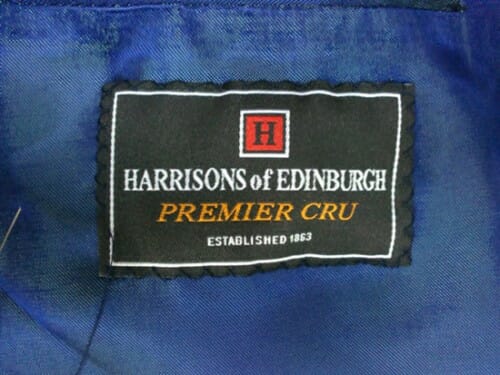 H
HARRISONS of EDINBURGH
PREMIER CRU
ESTABLISHED 1863